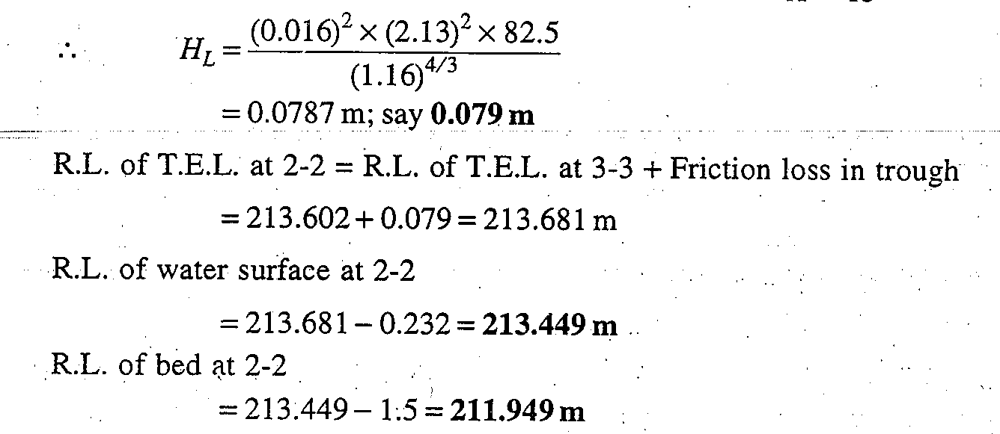 ∴ H_L = (0.016)² × (2.13)² × 82.5 / (1.16)^4/3
= 0.0787 m; say 0.079 m
R.L. of T.E.L. at 2-2 = R.L. of T.E.L. at 3-3 + Friction loss in trough
= 213.602 + 0.079 = 213.681 m
R.L. of water surface at 2-2
= 213.681 – 0.232 = 213.449 m
R.L. of bed at 2-2
= 213.449 – 1.5 = 211.949 m